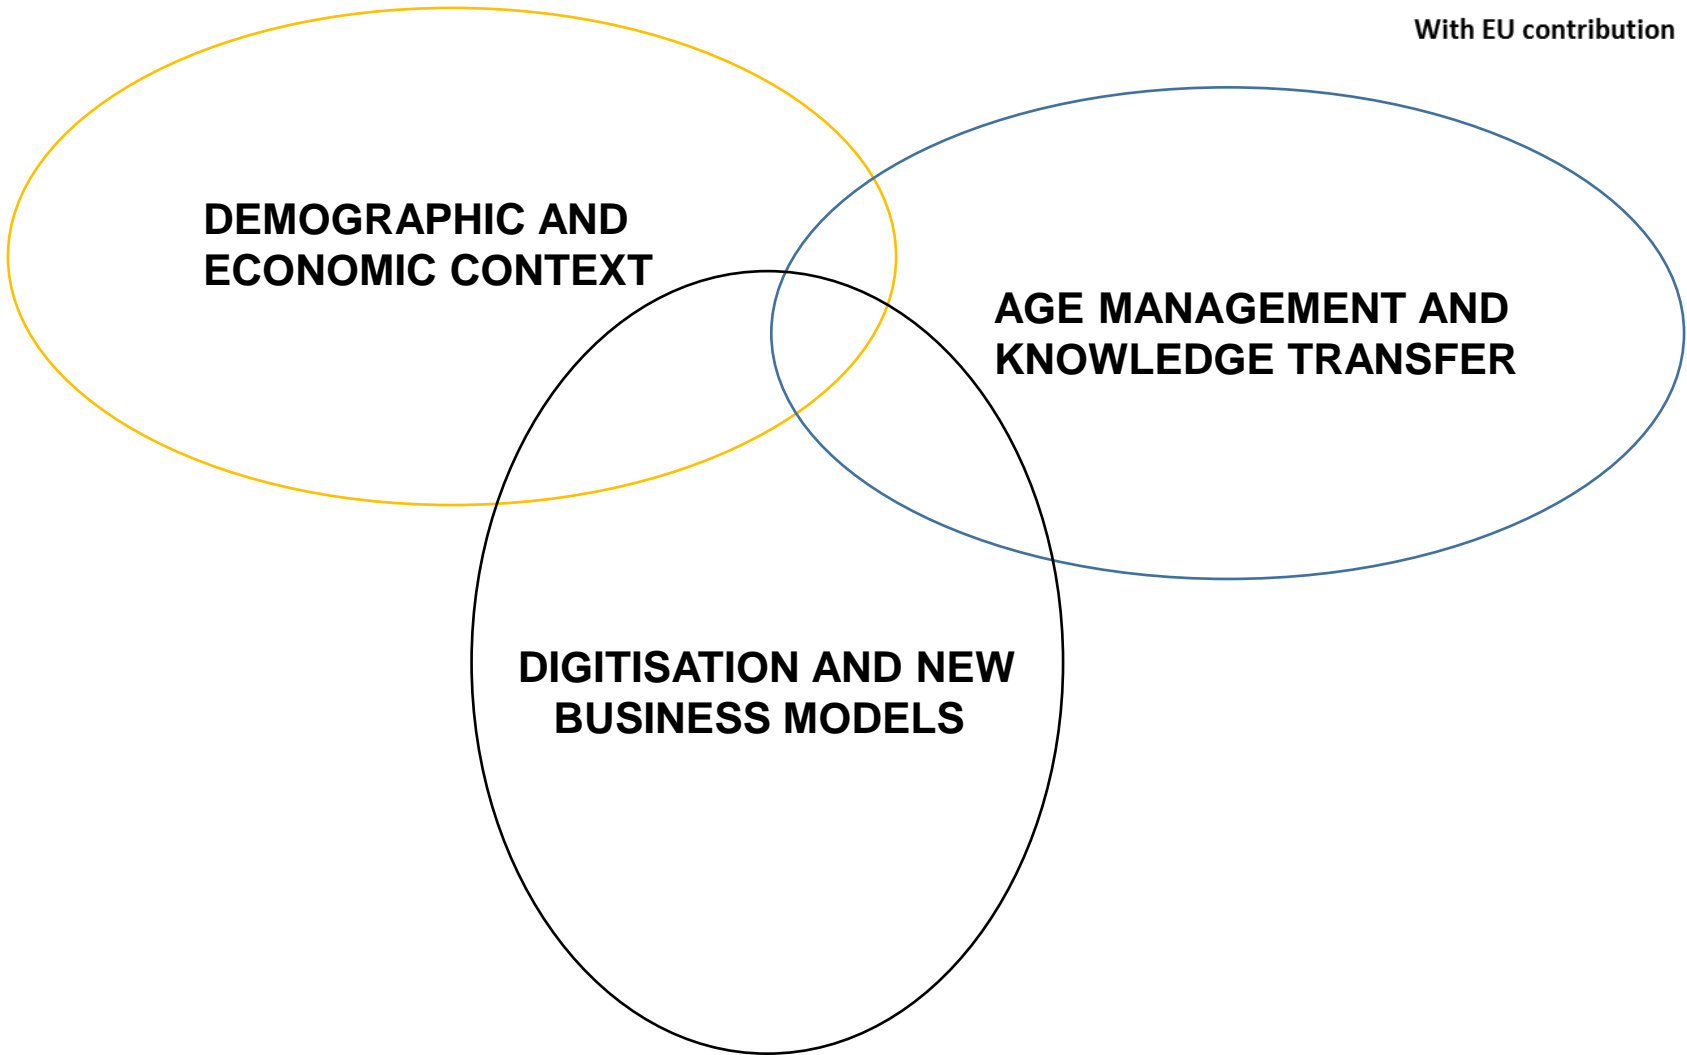 With EU contribution
DEMOGRAPHIC AND
ECONOMIC CONTEXT
AGE MANAGEMENT AND
KNOWLEDGE TRANSFER
DIGITISATION AND NEW
BUSINESS MODELS